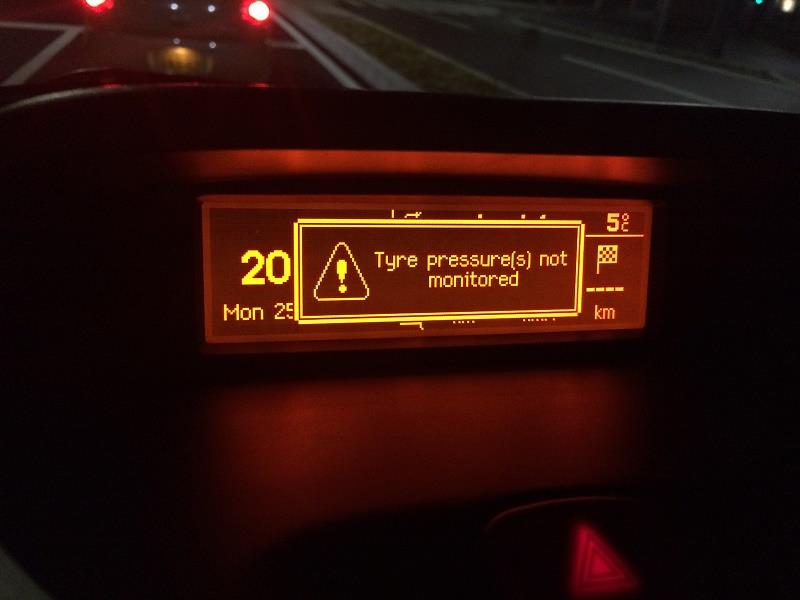 5°C
Tyre pressure(s) not
monitored
20
Mon 25
km